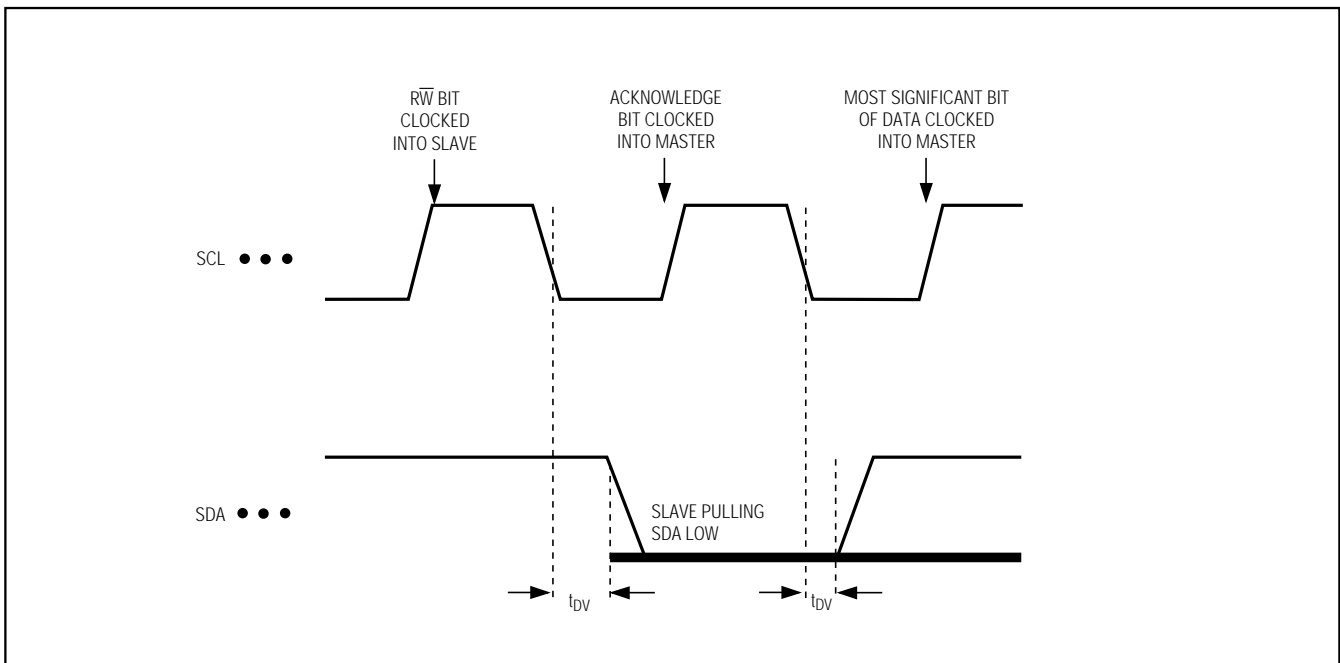 RW̅ BIT
CLOCKED
INTO SLAVE
ACKNOWLEDGE
BIT CLOCKED
INTO MASTER
MOST SIGNIFICANT BIT
OF DATA CLOCKED
INTO MASTER
SCL
SDA
SLAVE PULLING
SDA LOW
tDV
tDV